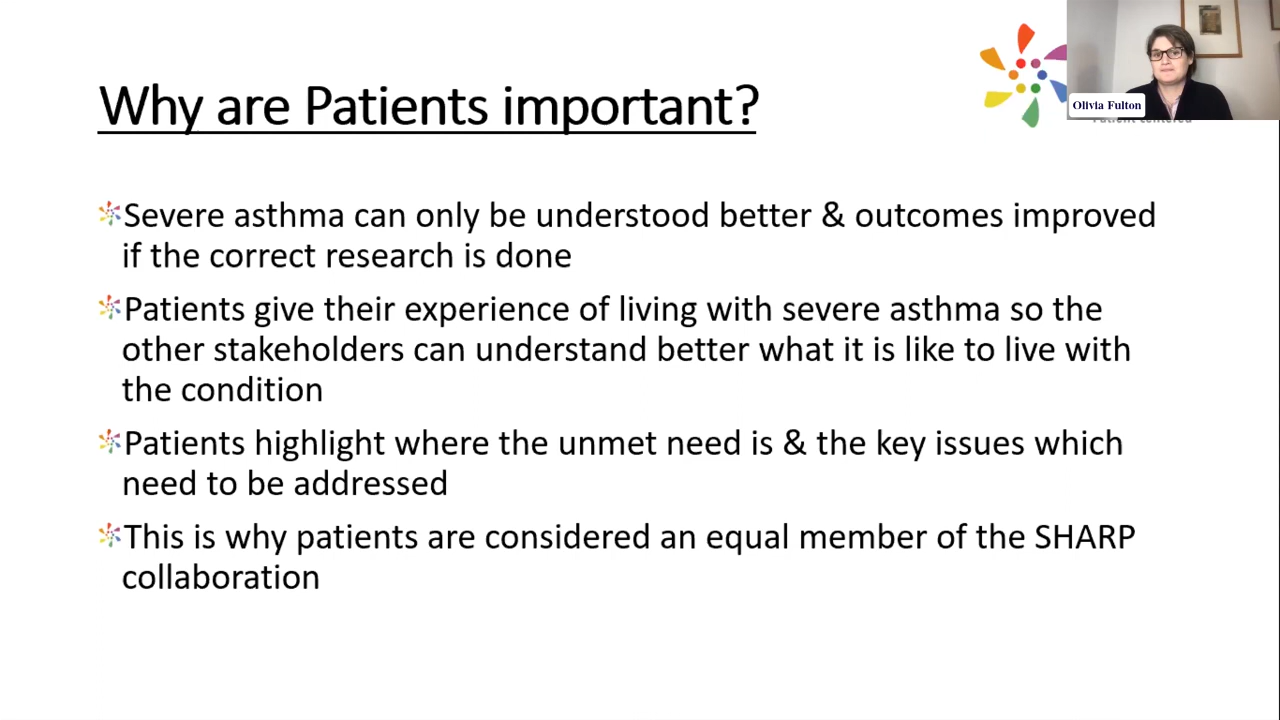 Why are Patients important?
Olivia Fulton
Patient centered
Severe asthma can only be understood better & outcomes improved
if the correct research is done
Patients give their experience of living with severe asthma so the
other stakeholders can understand better what it is like to live with
the condition
Patients highlight where the unmet need is & the key issues which
need to be addressed
This is why patients are considered an equal member of the SHARP
collaboration